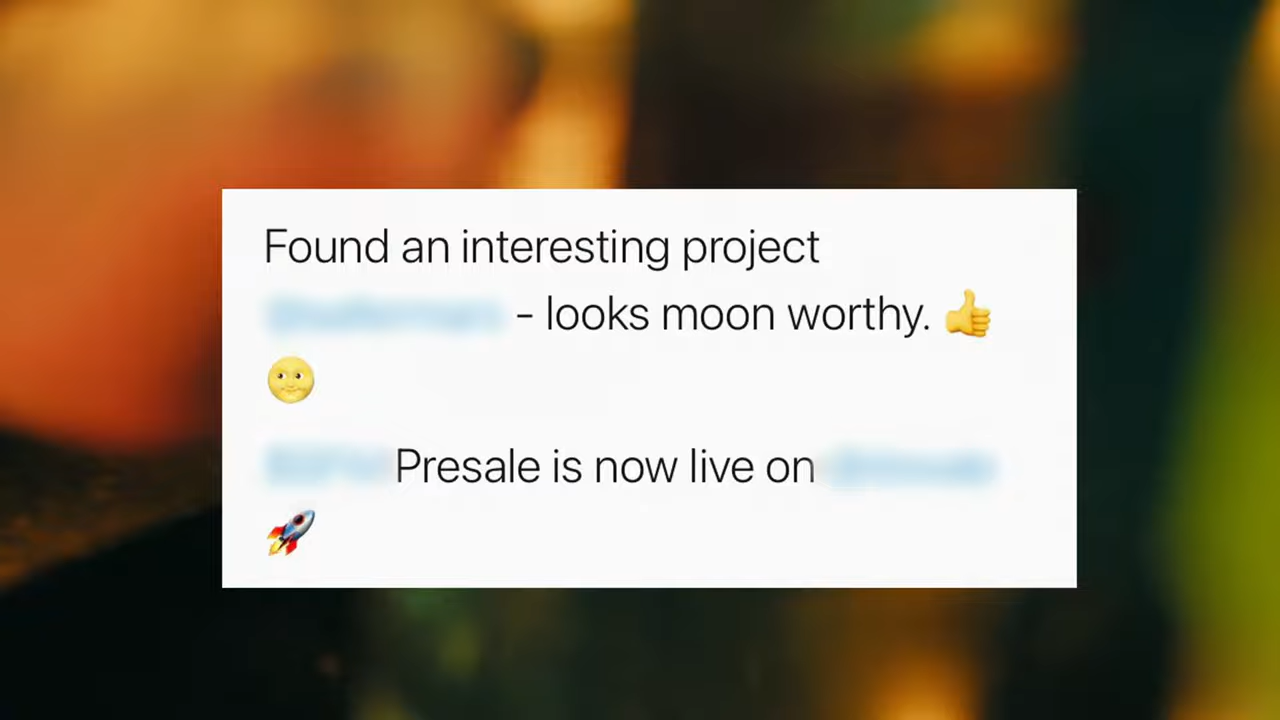 Found an interesting project
- looks moon worthy. 👍
🌝
Presale is now live on
🚀